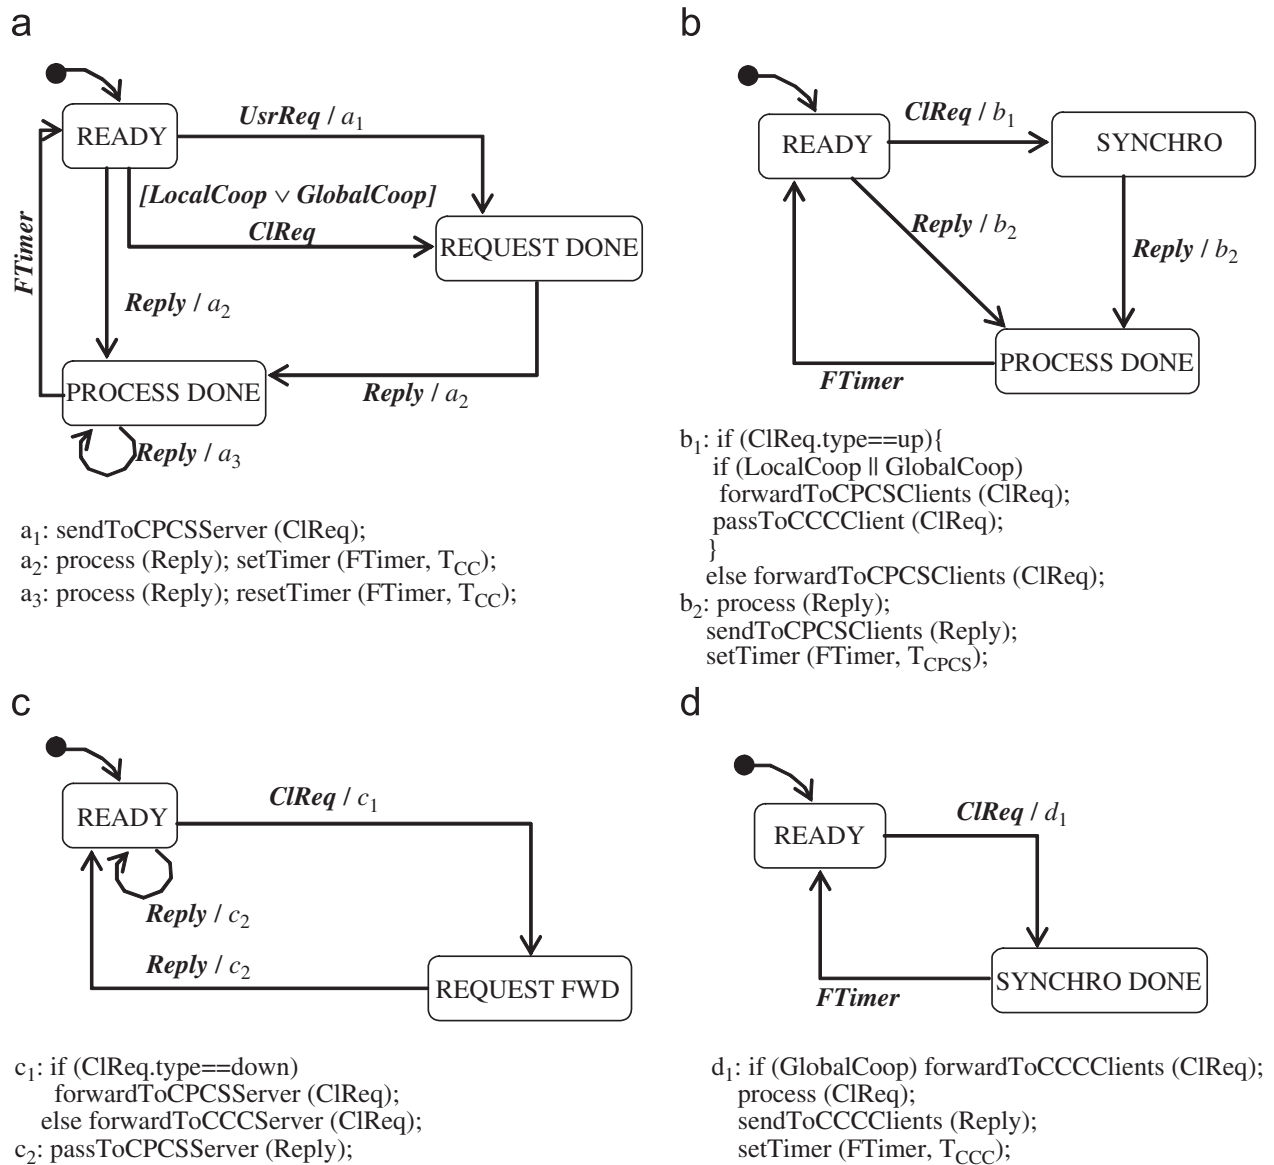 a
READY
UsrReq / a1
[LocalCoop ∨ GlobalCoop]
ClReq
REQUEST DONE
FTimer
Reply / a2
PROCESS DONE
Reply / a2
Reply / a3
a1: sendToCPCSServer (ClReq);
a2: process (Reply); setTimer (FTimer, TCC);
a3: process (Reply); resetTimer (FTimer, TCC);
b
READY
ClReq / b1
SYNCHRO
Reply / b2
Reply / b2
PROCESS DONE
FTimer
b1: if (ClReq.type==up){
if (LocalCoop || GlobalCoop)
forwardToCPCSClients (ClReq);
passToCCCClient (ClReq);
}
else forwardToCPCSClients (ClReq);
b2: process (Reply);
sendToCPCSClients (Reply);
setTimer (FTimer, TCPCS);
c
READY
ClReq / c1
Reply / c2
Reply / c2
REQUEST FWD
c1: if (ClReq.type==down)
forwardToCPCSServer (ClReq);
else forwardToCCCServer (ClReq);
c2: passToCPCSServer (Reply);
d
READY
ClReq / d1
SYNCHRO DONE
FTimer
d1: if (GlobalCoop) forwardToCCCClients (ClReq);
process (ClReq);
sendToCCCClients (Reply);
setTimer (FTimer, TCCC);